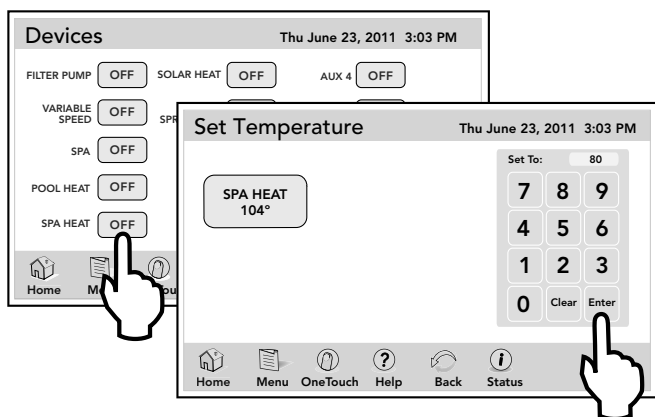 Devices
Thu June 23, 2011 3:03 PM
FILTER PUMP OFF SOLAR HEAT OFF AUX 4 OFF
VARIABLE SPEED OFF
SPA OFF
POOL HEAT OFF
SPA HEAT OFF
Home
Set Temperature
Thu June 23, 2011 3:03 PM
SPA HEAT
104°
Set To: 80
7 8 9
4 5 6
1 2 3
0 Clear Enter
Home Menu OneTouch Help Back Status